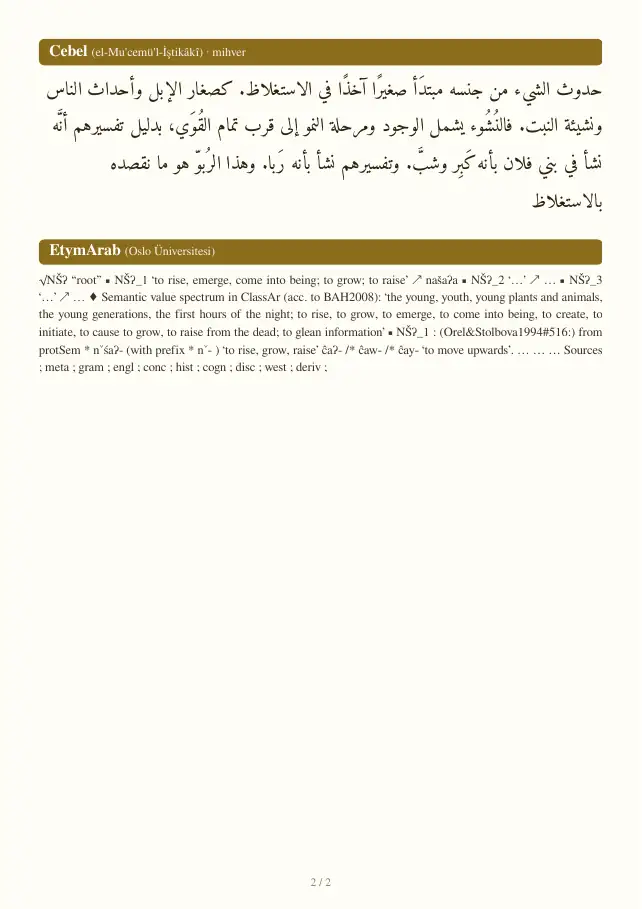 Cebel (el-Mu'cemü'l-İştikâkî) · mihver
حدوث الشيء من جنسه مبتدَأ صغيرًا آخذًا في الاستغلاظ. كصغار الإبل وأحداث الناس
ونشيئة النبت. فالنُشُوء يشمل الوجود ومرحلة النمو إلى قرب تمام القُوَي، بدليل تفسيرهم أنَّه
نشأ في بني فلان بأنه كَبِر وشبَّ. وتفسيرهم نشأ بأنه رَبا. وهذا الرُبوّ هو ما نقصده
بالاستغلاظ
EtymArab (Oslo Üniversitesi)
√NŠʔ “root” ▪ NŠʔ_1 ‘to rise, emerge, come into being; to grow; to raise’ ↗ našaʔa ▪ NŠʔ_2 ‘…’ ↗ … ▪ NŠʔ_3
‘…’ ↗ … ♦ Semantic value spectrum in ClassAr (acc. to BAH2008): ‘the young, youth, young plants and animals,
the young generations, the first hours of the night; to rise, to grow, to emerge, to come into being, to create, to
initiate, to cause to grow, to raise from the dead; to glean information’ ▪ NŠʔ_1 : (Orel&Stolbova1994#516:) from
protSem * nˇśaʔ- (with prefix * nˇ- ) ‘to rise, grow, raise’ ĉaʔ- /* ĉaw- /* ĉay- ‘to move upwards’. … … … Sources
; meta ; gram ; engl ; conc ; hist ; cogn ; disc ; west ; deriv ;
2 / 2